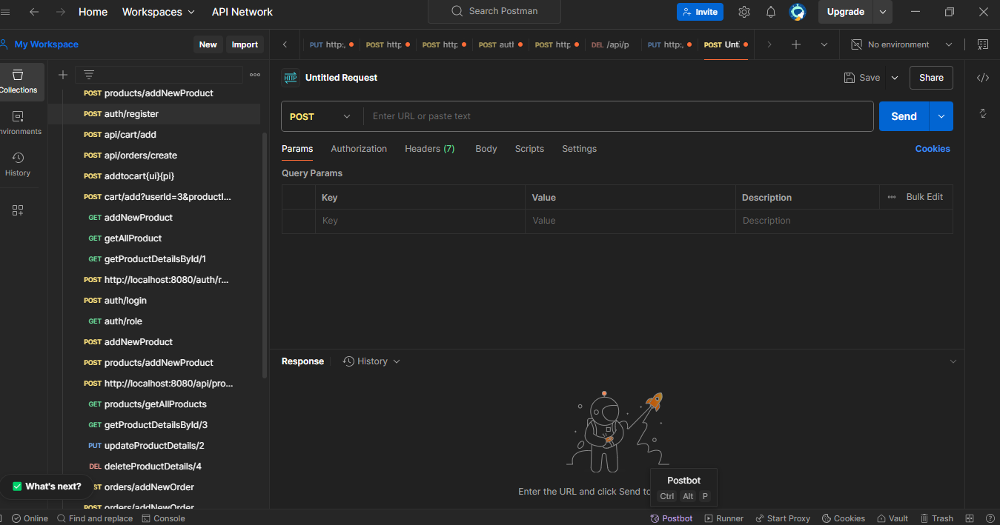 Home Workspaces API Network Search Postman Invite Upgrade
My Workspace New Import PUT http:, POST http POST http POST autl POST http DEL /api/p PUT http:, POST Unt No environment
Collections
HTTP Untitled Request Save Share
POST products/addNewProduct
POST auth/register
POST Enter URL or paste text Send
nvironments
POST api/cart/add
Params Authorization Headers (7) Body Scripts Settings Cookies
POST api/orders/create
History
Query Params
POST addtocart{ui}{pi}
POST cart/add?userId=3&productI...
Key Value Description Bulk Edit
GET addNewProduct
Key Value Description
GET getAllProduct
GET getProductDetailsById/1
POST http://localhost:8080/auth/r...
POST auth/login
GET auth/role
POST addNewProduct
POST products/addNewProduct
Response History
POST http://localhost:8080/api/pro...
GET products/getAllProducts
GET getProductDetailsById/3
PUT updateProductDetails/2
DEL deleteProductDetails/4
What's next?
ST orders/addNewOrder
orders/addNewOrder
Postbot
Ctrl Alt P
Enter the URL and click Send to
Online Find and replace Console Postbot Runner Start Proxy Cookies Vault Trash